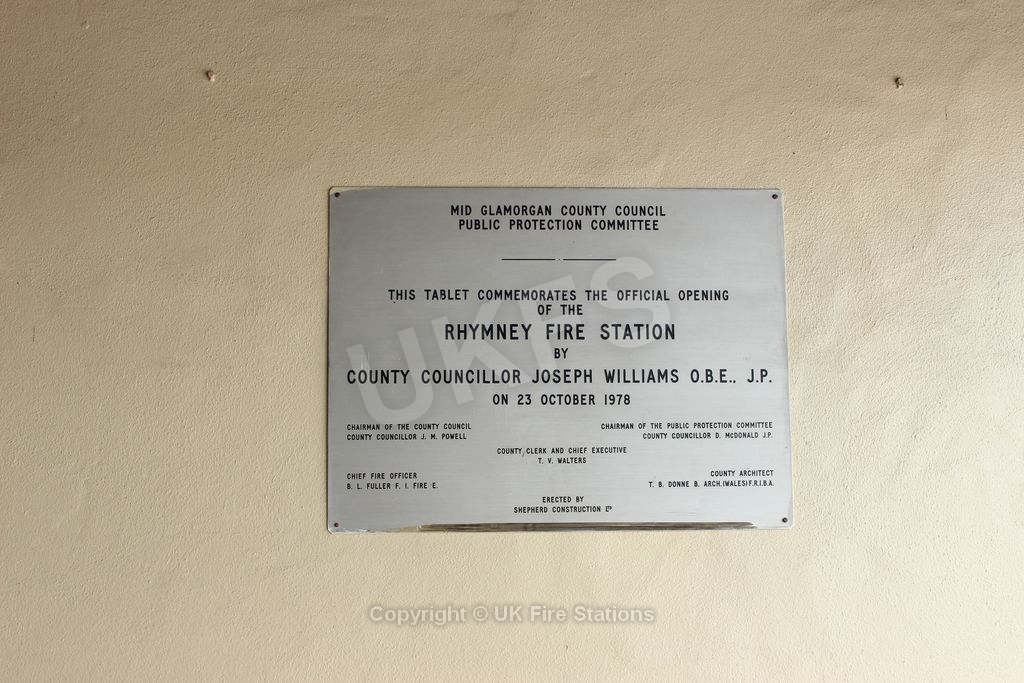 MID GLAMORGAN COUNTY COUNCIL
PUBLIC PROTECTION COMMITTEE
THIS TABLET COMMEMORATES THE OFFICIAL OPENING
OF THE
RHYMNEY FIRE STATION
BY
COUNTY COUNCILLOR JOSEPH WILLIAMS O.B.E., J.P.
ON 23 OCTOBER 1978
CHAIRMAN OF THE COUNTY COUNCIL
COUNTY COUNCILLOR J. M. POWELL
CHAIRMAN OF THE PUBLIC PROTECTION COMMITTEE
COUNTY COUNCILLOR D. McDONALD J.P.
COUNTY CLERK AND CHIEF EXECUTIVE
T. V. WALTERS
CHIEF FIRE OFFICER
B. L. FULLER F. I. FIRE E.
COUNTY ARCHITECT
T. B. DONNE B. ARCH.(WALES) F.R.I.B.A.
ERECTED BY
SHEPHERD CONSTRUCTION LTD
UKFS
Copyright © UK Fire Stations